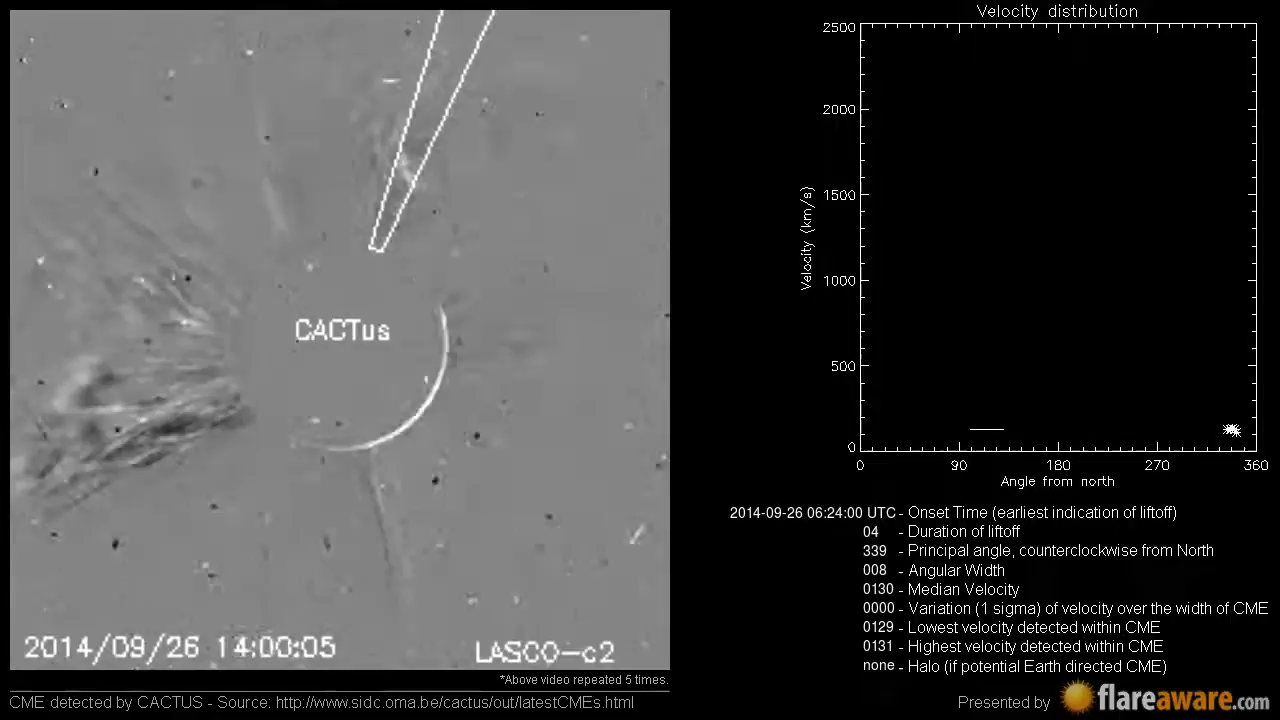 Velocity distribution
2500
2000
1500
1000
500
0
Velocity (km/s)
0 90 180 270 360
Angle from north
CACTus
2014/09/26 14:00:05
LASCO-c2
*Above video repeated 5 times.
2014-09-26 06:24:00 UTC - Onset Time (earliest indication of liftoff)
04 - Duration of liftoff
339 - Principal angle, counterclockwise from North
008 - Angular Width
0130 - Median Velocity
0000 - Variation (1 sigma) of velocity over the width of CME
0129 - Lowest velocity detected within CME
0131 - Highest velocity detected within CME
none - Halo (if potential Earth directed CME)
CME detected by CACTUS - Source: http://www.sidc.oma.be/cactus/out/latestCMEs.html
Presented by flareaware.com